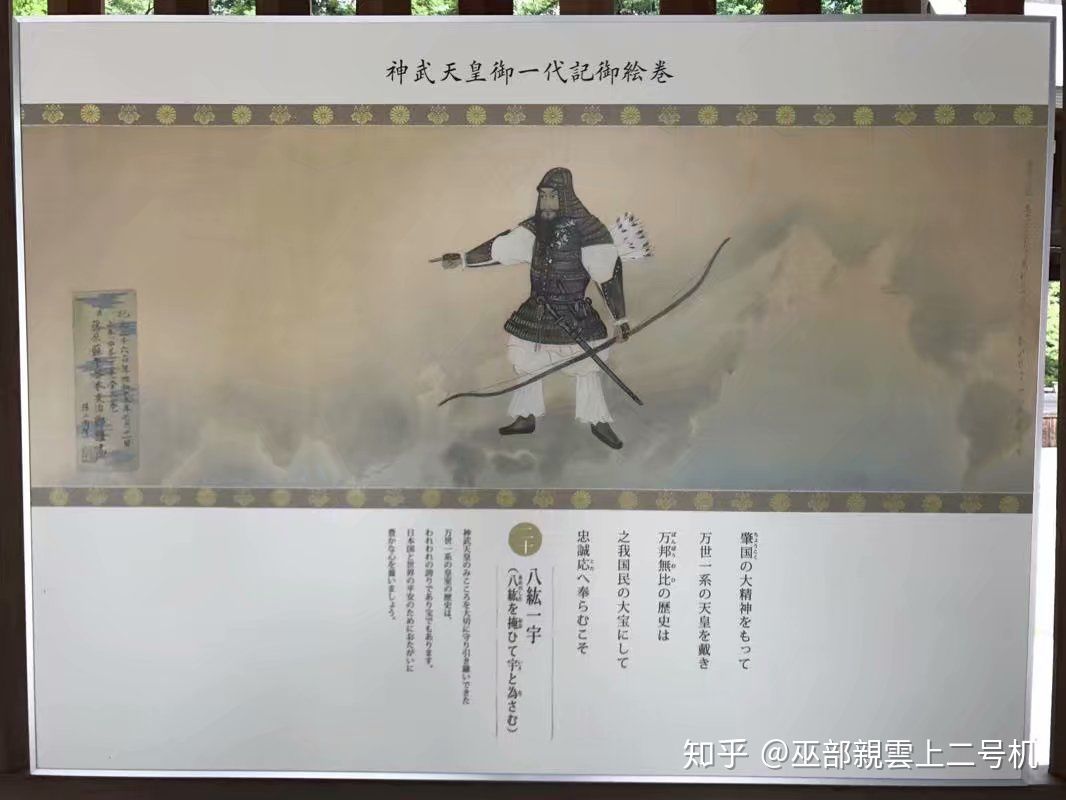 神武天皇御一代記御絵巻
肇国の大精神をもって
万世一系の天皇を戴き
万邦無比の歴史は
之我国民の大宝にして
忠誠応へ奉らむこそ
二十
八紘一宇
(八紘を掩ひて宇と為さむ)
神武天皇のみこころを大切に守り引き継いできた
万世一系の皇室の歴史は、
われわれの誇りであり宝でもあります。
日本国と世界の平安のためにおたがいに
豊かな心を養いましょう。
知乎 @巫部親雲上二号机